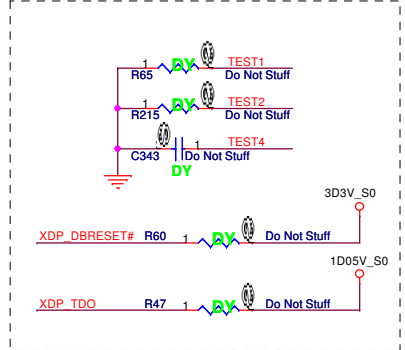 1 DY TEST1
R65 Do Not Stuff
1 DY TEST2
R215 Do Not Stuff
1 TEST4
C343 Do Not Stuff
DY
3D3V_S0
XDP_DBRESET# R60 1 DY Do Not Stuff
1D05V_S0
XDP_TDO R47 1 DY Do Not Stuff